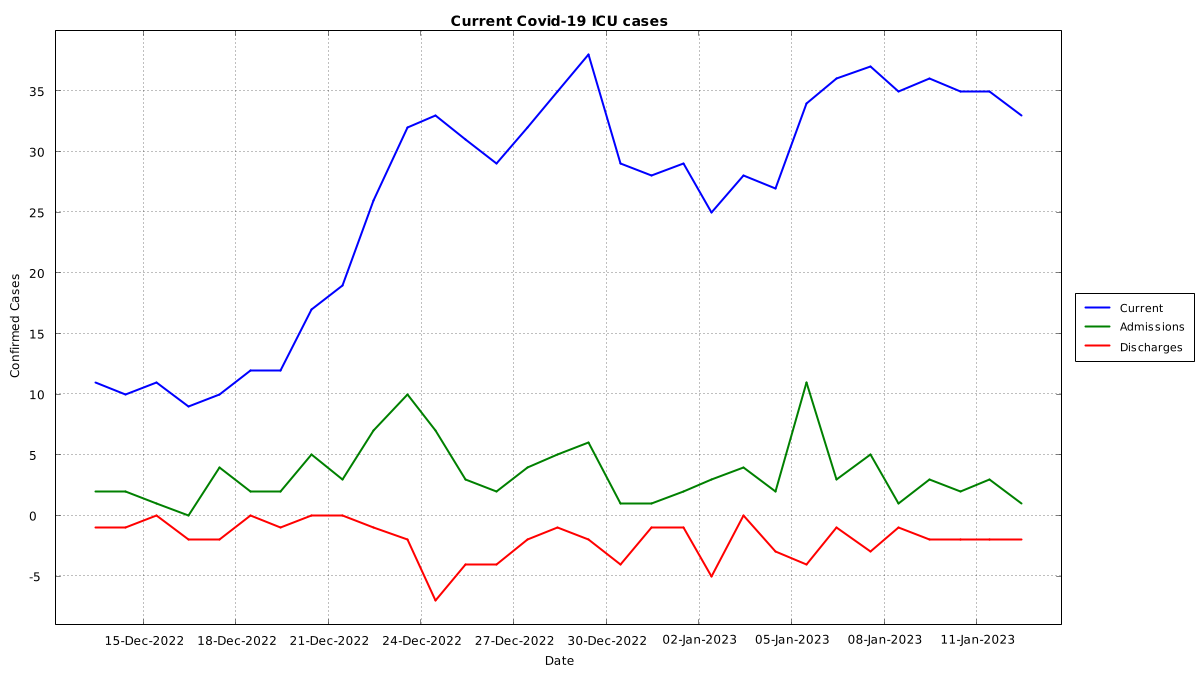 Current Covid-19 ICU cases
Confirmed Cases
35
30
25
20
15
10
5
0
-5
15-Dec-2022 18-Dec-2022 21-Dec-2022 24-Dec-2022 27-Dec-2022 30-Dec-2022 02-Jan-2023 05-Jan-2023 08-Jan-2023 11-Jan-2023
Date
Current
Admissions
Discharges